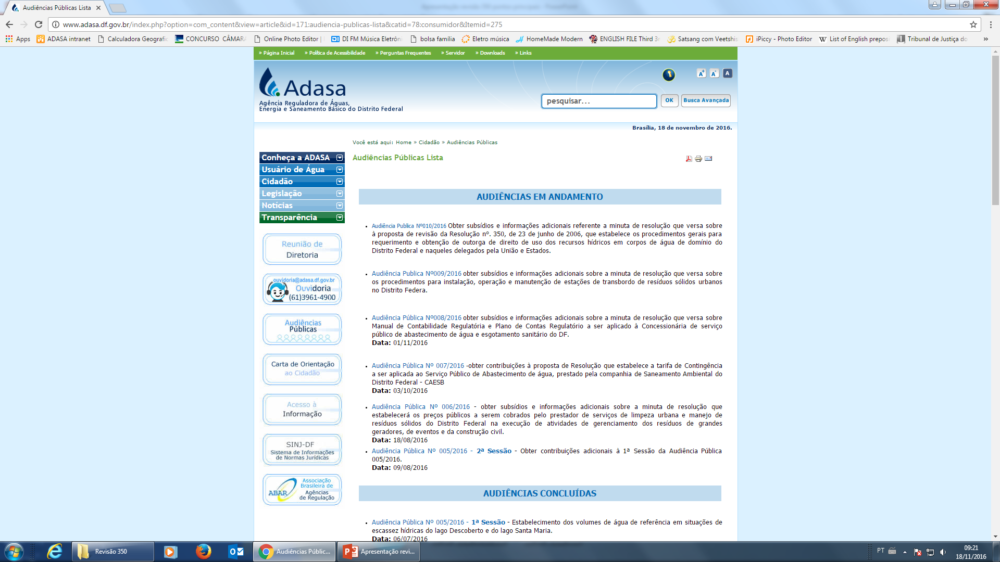 Audiências Públicas Lista
www.adasa.df.gov.br/index.php?option=com_content&view=article&id=171:audiencia-publicas-lista&catid=78:consumidor&Itemid=275
Apps ADASA intranet Calculadora Geografic CONCURSO CÂMARA Online Photo Editor | DI FM Música Eletrôni bolsa família Eletro música HomeMade Modern ENGLISH FILE Third 3r Satsang com Veetshis iPiccy - Photo Editor List of English prepos Tribunal de Justiça do »
» Página Inicial » Política de Acessibilidade » Perguntas Frequentes » Servidor » Downloads » Links
A+ A- A
Adasa
Agência Reguladora de Águas,
Energia e Saneamento Básico do Distrito Federal
pesquisar... OK Busca Avançada
Brasília, 18 de novembro de 2016.
Você está aqui: Home » Cidadão » Audiências Públicas
Conheça a ADASA
Usuário de Água
Cidadão
Legislação
Notícias
Transparência
Reunião de
Diretoria
ouvidoria@adasa.df.gov.br
Ouvidoria
(61)3961-4900
Audiências
Públicas
Carta de Orientação
ao Cidadão
Acesso à
Informação
SINJ-DF
Sistema de Informações
de Normas Jurídicas
ABAR
Associação
Brasileira de
Agências
de Regulação
Audiências Públicas Lista
AUDIÊNCIAS EM ANDAMENTO
• Audiência Publica Nº010/2016 Obter subsídios e informações adicionais referente a minuta de resolução que versa sobre
à proposta de revisão da Resolução nº. 350, de 23 de junho de 2006, que estabelece os procedimentos gerais para
requerimento e obtenção de outorga de direito de uso dos recursos hídricos em corpos de água de domínio do
Distrito Federal e naqueles delegados pela União e Estados.
• Audiência Publica Nº009/2016 obter subsídios e informações adicionais sobre a minuta de resolução que versa sobre
os procedimentos para instalação, operação e manutenção de estações de transbordo de resíduos sólidos urbanos
no Distrito Federa.
• Audiência Pública Nº008/2016 obter subsídios e informações adicionais sobre a minuta de resolução que versa sobre
Manual de Contabilidade Regulatória e Plano de Contas Regulatório a ser aplicado à Concessionária de serviço
público de abastecimento de água e esgotamento sanitário do DF.
Data: 01/11/2016
• Audiência Pública Nº 007/2016 -obter contribuições à proposta de Resolução que estabelece a tarifa de Contingência
a ser aplicada ao Serviço Público de Abastecimento de água, prestado pela companhia de Saneamento Ambiental do
Distrito Federal - CAESB
Data: 03/10/2016
• Audiência Pública Nº 006/2016 - obter subsídios e informações adicionais sobre a minuta de resolução que
estabelecerá os preços públicos a serem cobrados pelo prestador de serviços de limpeza urbana e manejo de
resíduos sólidos do Distrito Federal na execução de atividades de gerenciamento dos resíduos de grandes
geradores, de eventos e da construção civil.
Data: 18/08/2016
• Audiência Pública Nº 005/2016 - 2ª Sessão - Obter contribuições adicionais à 1ª Sessão da Audiência Pública
005/2016.
Data: 09/08/2016
AUDIÊNCIAS CONCLUÍDAS
• Audiência Pública Nº 005/2016 - 1ª Sessão - Estabelecimento dos volumes de água de referência em situações de
escassez hídricas do lago Descoberto e do lago Santa Maria.
Data: 06/07/2016
Revisão 350 Audiências Públic... Apresentação revi... PT 09:21
18/11/2016